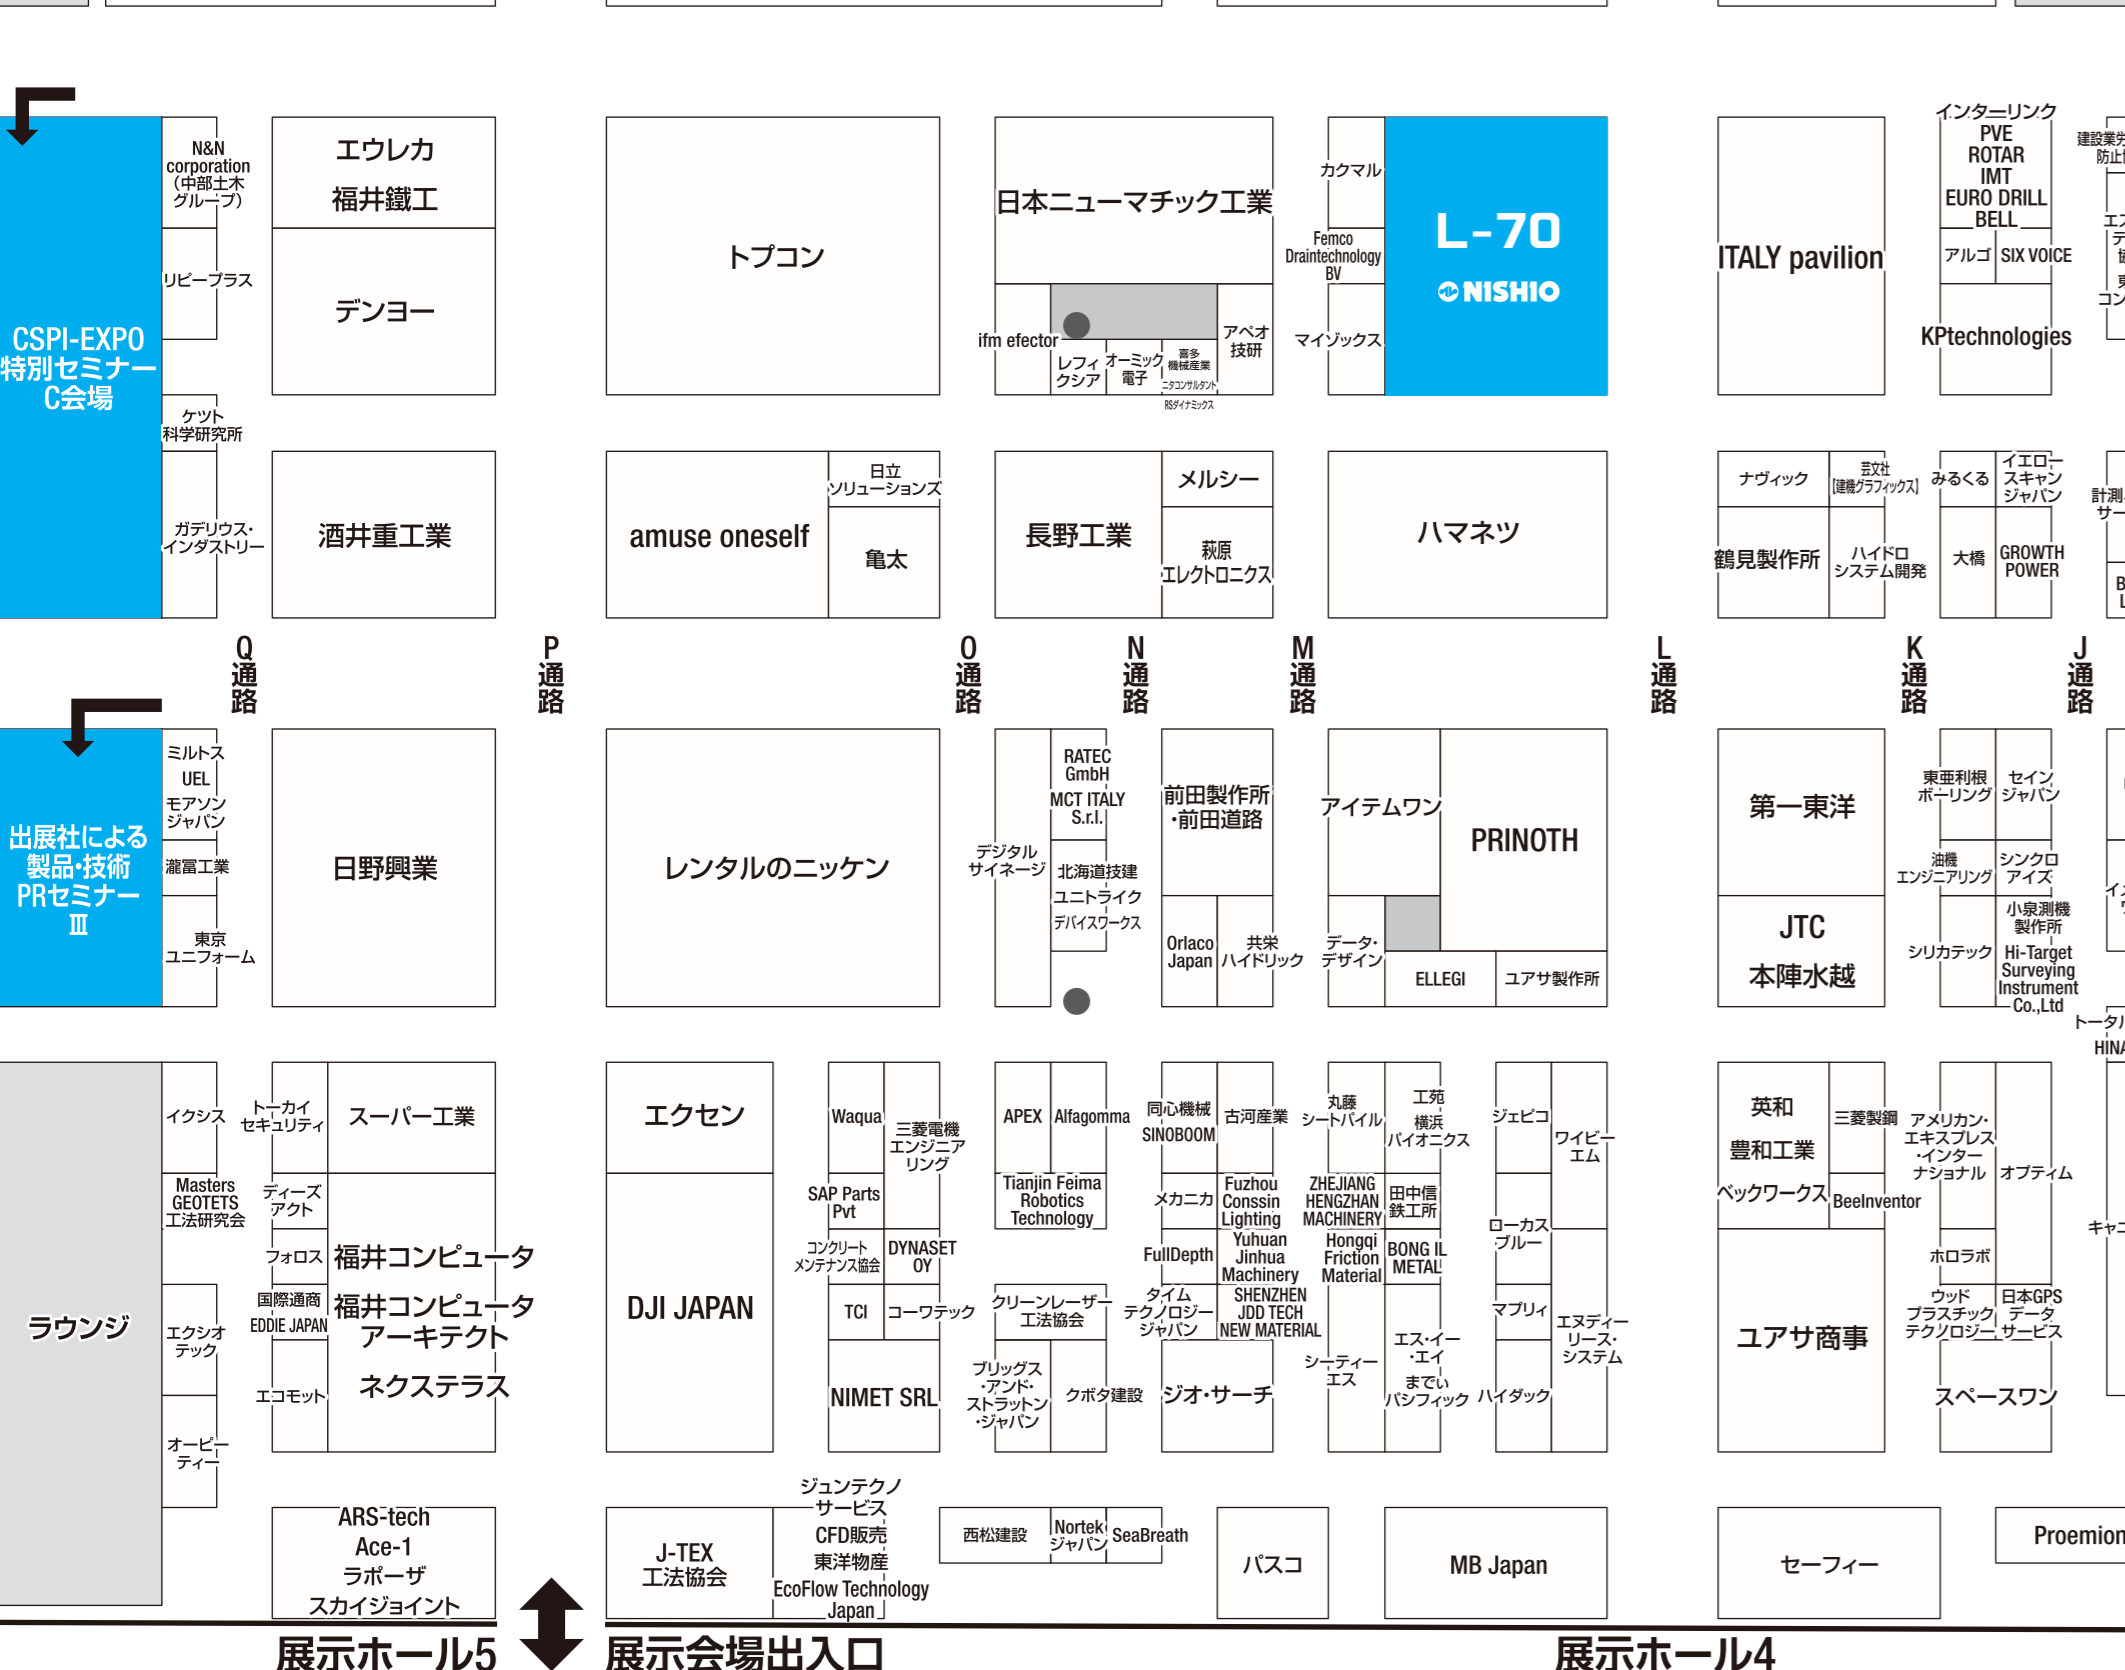 N&N
corporation
（中部土木
グループ）
エウレカ
福井鐵工
トプコン
日本ニューマチック工業
カクマル
L-70
NISHIO
ITALY pavilion
インターリンク
PVE
ROTAR
IMT
EURO DRILL
BELL
リピープラス
デンヨー
ifm efector
レフィ
クシア
オーミック
電子
喜多
機械産業
ニタコンサルタント
RSダイナミックス
アペオ
技研
Femco
Draintechnology
BV
マイゾックス
アルゴ
SIX VOICE
KPtechnologies
CSPI-EXPO
特別セミナー
C会場
ケツト
科学研究所
ガデリウス・
インダストリー
酒井重工業
amuse oneself
日立
ソリューションズ
亀太
長野工業
メルシー
萩原
エレクトロニクス
ハマネツ
ナヴィック
芸文社
[建機グラフィックス]
みるくる
イエロー
スキャン
ジャパン
鶴見製作所
ハイドロ
システム開発
大橋
GROWTH
POWER
Q
通
路
P
通
路
O
通
路
N
通
路
M
通
路
L
通
路
K
通
路
J
通
路
出展社による
製品・技術
PRセミナー
Ⅲ
ミルトス
UEL
モアソン
ジャパン
瀧冨工業
東京
ユニフォーム
日野興業
レンタルのニッケン
デジタル
サイネージ
RATEC
GmbH
MCT ITALY
S.r.l.
北海道技建
ユニトライク
デバイスワークス
前田製作所
・前田道路
Orlaco
Japan
共栄
ハイドリック
アイテムワン
PRINOTH
データ・
デザイン
ELLEGI
ユアサ製作所
第一東洋
JTC
本陣水越
東亜利根
ボーリング
セイン
ジャパン
油機
エンジニアリング
シンクロ
アイズ
シリカテック
小泉測機
製作所
Hi-Target
Surveying
Instrument
Co.,Ltd
ラウンジ
イクシス
Masters
GEOTETS
工法研究会
エクシオ
テック
オーピー
ティー
トーカイ
セキュリティ
スーパー工業
ディーズ
アクト
フォロス
国際通商
EDDIE JAPAN
エコモット
福井コンピュータ
福井コンピュータ
アーキテクト
ネクステラス
エクセン
DJI JAPAN
Waqua
三菱電機
エンジニア
リング
SAP Parts
Pvt
コンクリート
メンテナンス協会
DYNASET
OY
TCI
コーワテック
NIMET SRL
APEX
Alfagomma
Tianjin Feima
Robotics
Technology
クリーンレーザー
工法協会
ブリッグス
・アンド・
ストラットン
・ジャパン
クボタ建設
同心機械
SINOBOOM
古河産業
メカニカ
Fuzhou
Conssin
Lighting
FullDepth
Yuhuan
Jinhua
Machinery
タイム
テクノロジー
ジャパン
SHENZHEN
JDD TECH
NEW MATERIAL
ジオ・サーチ
丸藤
シートパイル
工苑
横浜
バイオニクス
ZHEJIANG
HENGZHAN
MACHINERY
田中信
鉄工所
Hongqi
Friction
Material
BONG IL
METAL
シーティー
エス
エス・イー
・エイ
までい
パシフィック
ジェピコ
ワイビー
エム
ローカス
ブルー
マプリィ
エヌディー
リース・
システム
ハイダック
英和
豊和工業
ベックワークス
三菱製鋼
BeeInventor
ユアサ商事
アメリカン・
エキスプレス
・インター
ナショナル
オプティム
ホロラボ
ウッド
プラスチック
テクノロジー
日本GPS
データ
サービス
スペースワン
ARS-tech
Ace-1
ラポーザ
スカイジョイント
J-TEX
工法協会
ジュンテクノ
サービス
CFD販売
東洋物産
EcoFlow Technology
Japan
西松建設
Nortek
ジャパン
SeaBreath
パスコ
MB Japan
セーフィー
Proemion
展示ホール5
展示会場出入口
展示ホール4